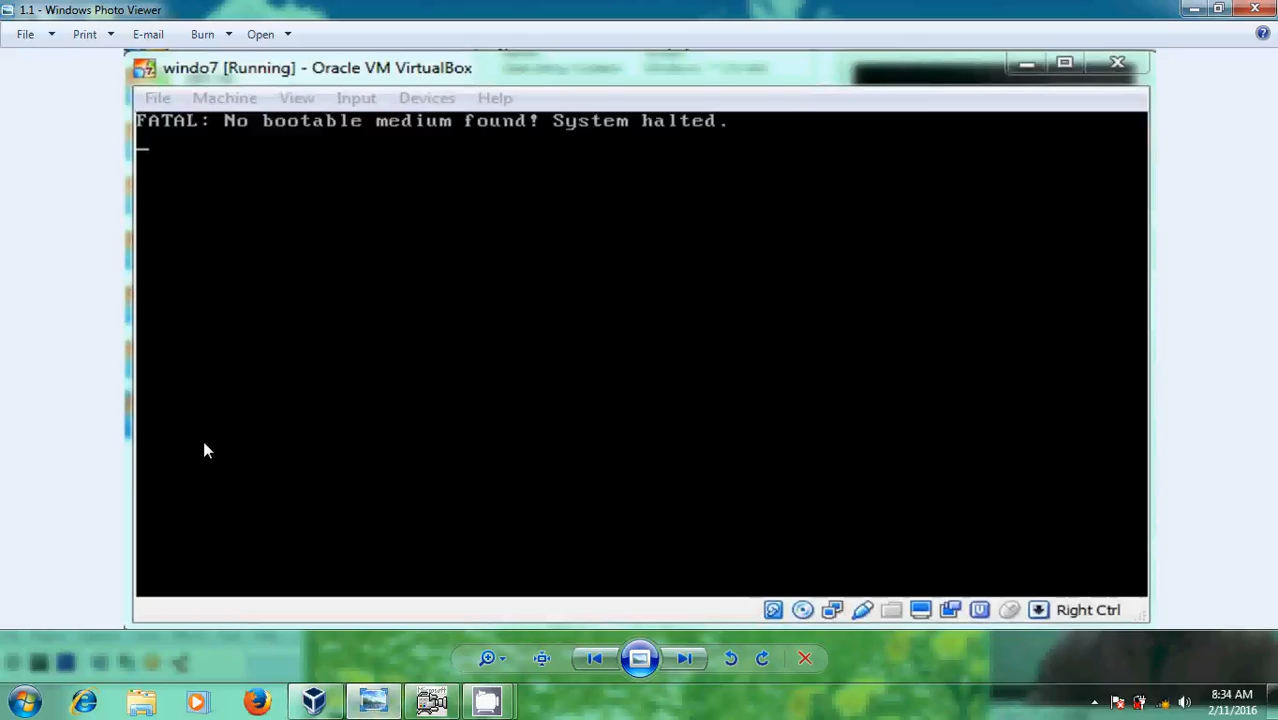 1.1 - Windows Photo Viewer
File Print E-mail Burn Open
windo7 [Running] - Oracle VM VirtualBox
File Machine View Input Devices Help
FATAL: No bootable medium found! System halted.
Right Ctrl
8:34 AM
2/11/2016